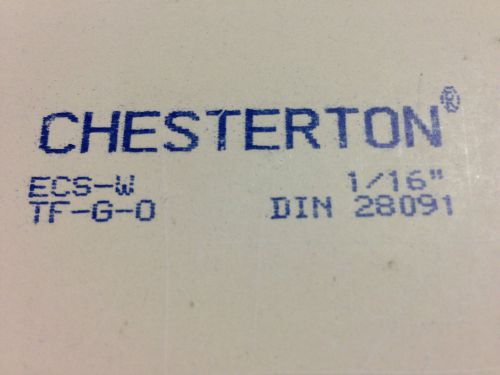 CHESTERTON®
ECS-W 1/16"
TF-G-O DIN 28091